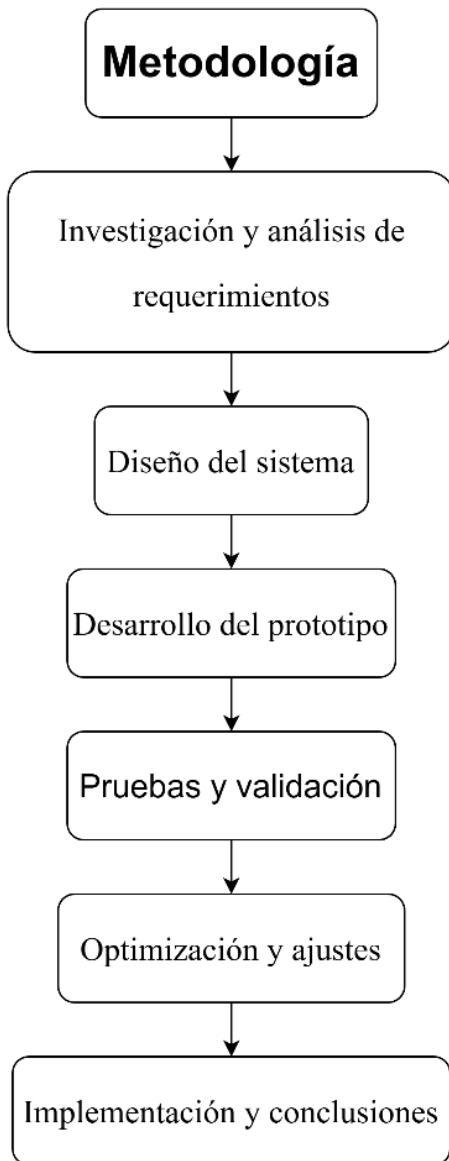 Metodología
Investigación y análisis de
requerimientos
Diseño del sistema
Desarrollo del prototipo
Pruebas y validación
Optimización y ajustes
Implementación y conclusiones